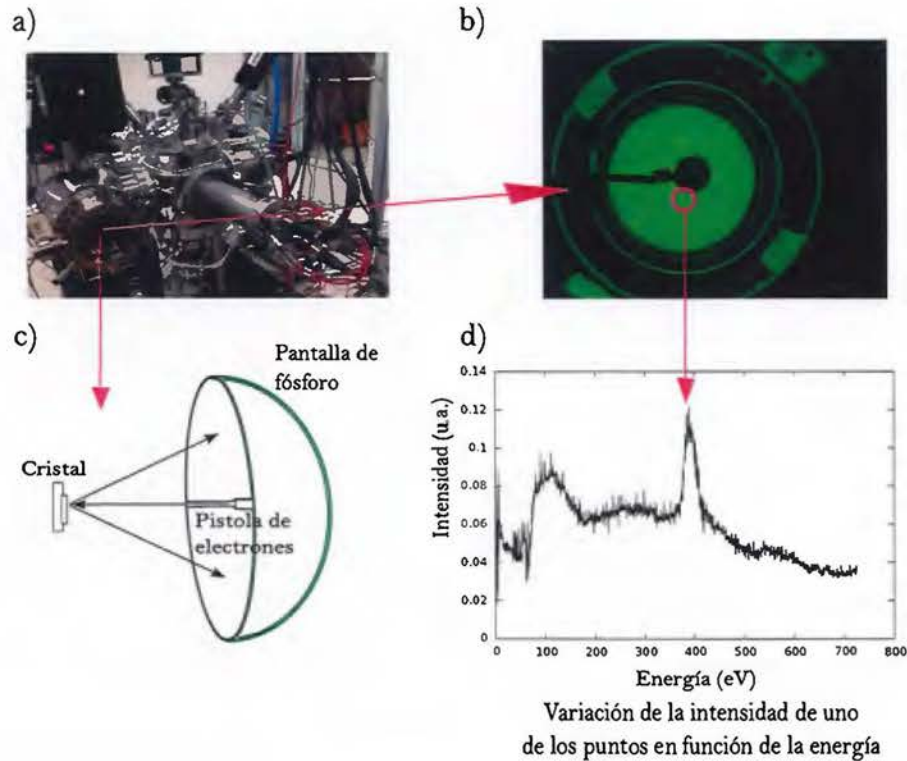 a)
b)
c)
Pantalla de
fósforo
Cristal
Pistola de
electrones
d)
Intensidad (u.a.)
0.14
0.12
0.1
0.08
0.06
0.04
0.02
0
0 100 200 300 400 500 600 700 800
Energía (eV)
Variación de la intensidad de uno
de los puntos en función de la energía